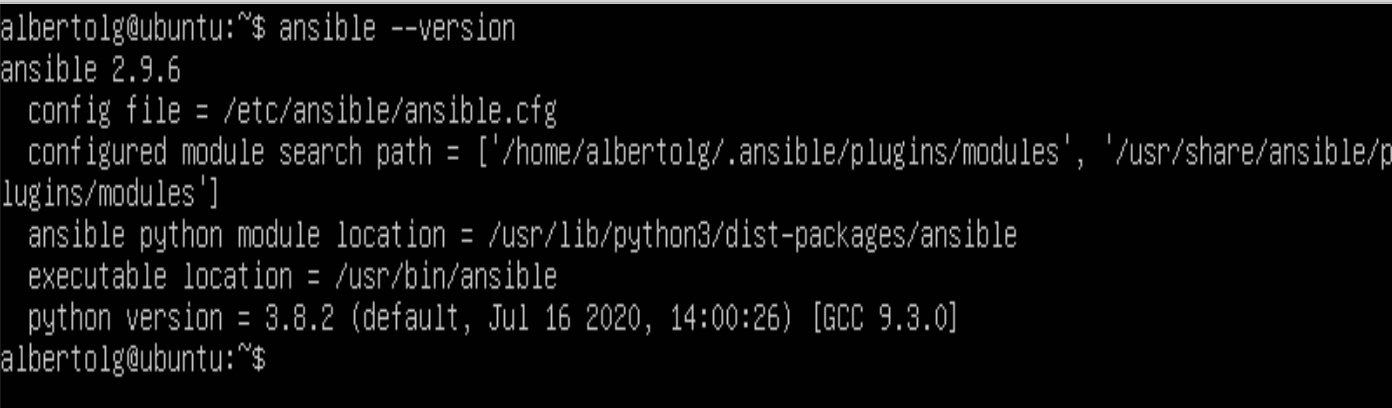 albertolg@ubuntu:~$ ansible --version
ansible 2.9.6
  config file = /etc/ansible/ansible.cfg
  configured module search path = ['/home/albertolg/.ansible/plugins/modules', '/usr/share/ansible/p
lugins/modules']
  ansible python module location = /usr/lib/python3/dist-packages/ansible
  executable location = /usr/bin/ansible
  python version = 3.8.2 (default, Jul 16 2020, 14:00:26) [GCC 9.3.0]
albertolg@ubuntu:~$